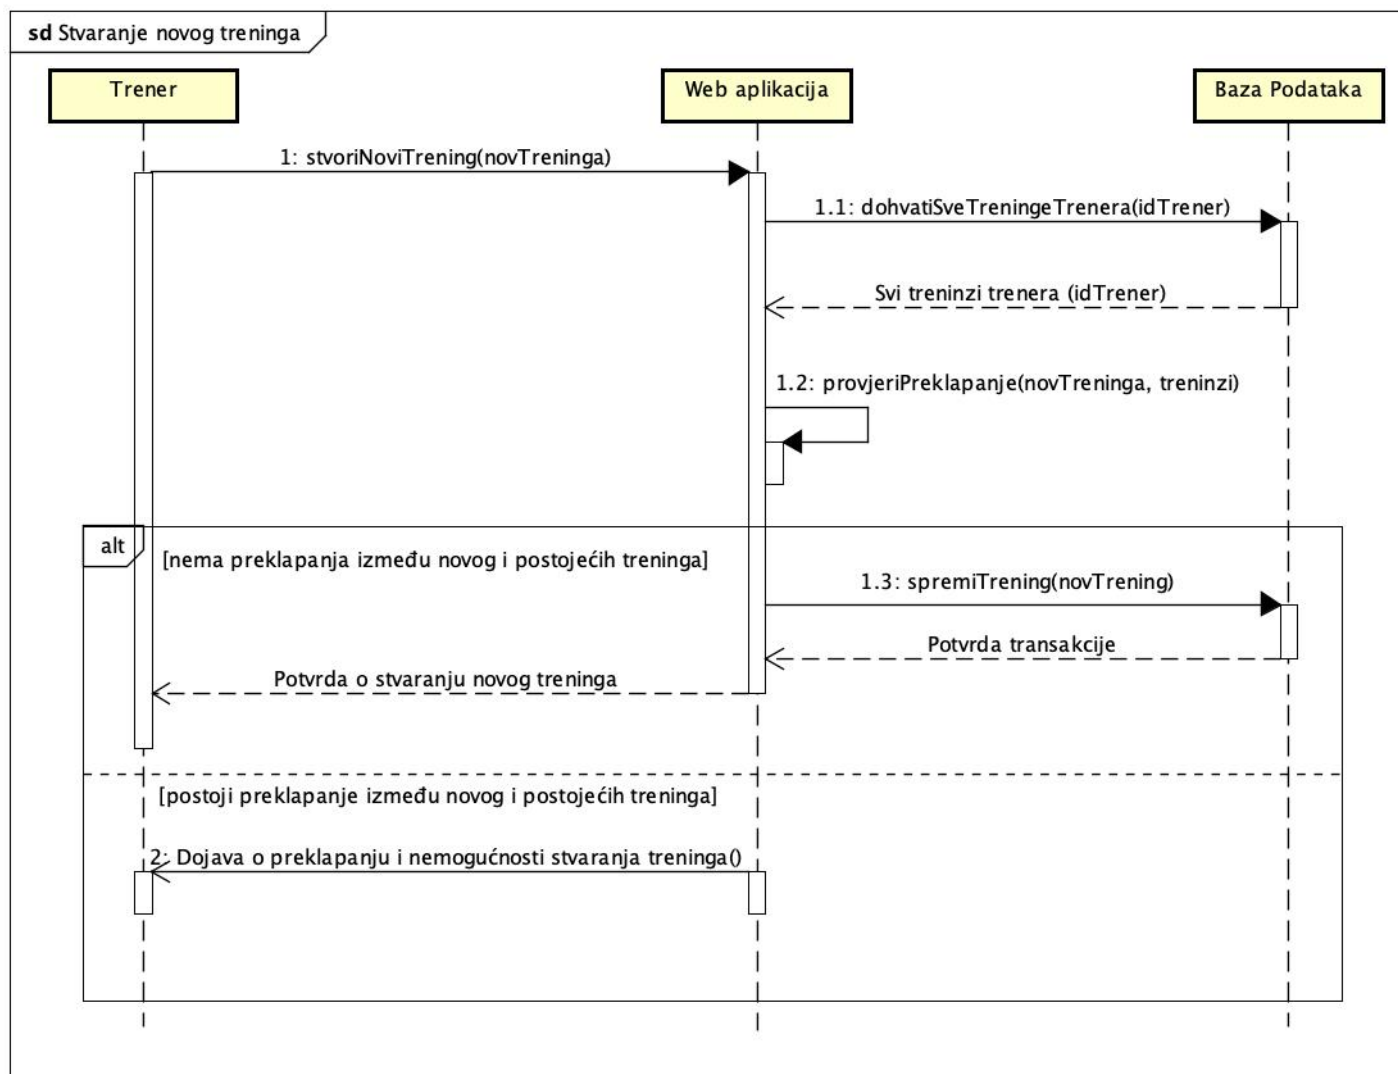 sd Stvaranje novog treninga
Trener
Web aplikacija
Baza Podataka
1: stvoriNoviTrening(novTreninga)
1.1: dohvatiSveTreningeTrenera(idTrener)
Svi treninzi trenera (idTrener)
1.2: provjeriPreklapanje(novTreninga, treninzi)
alt
[nema preklapanja između novog i postojećih treninga]
1.3: spremiTrening(novTrening)
Potvrda transakcije
Potvrda o stvaranju novog treninga
[postoji preklapanje između novog i postojećih treninga]
2: Dojava o preklapanju i nemogućnosti stvaranja treninga()